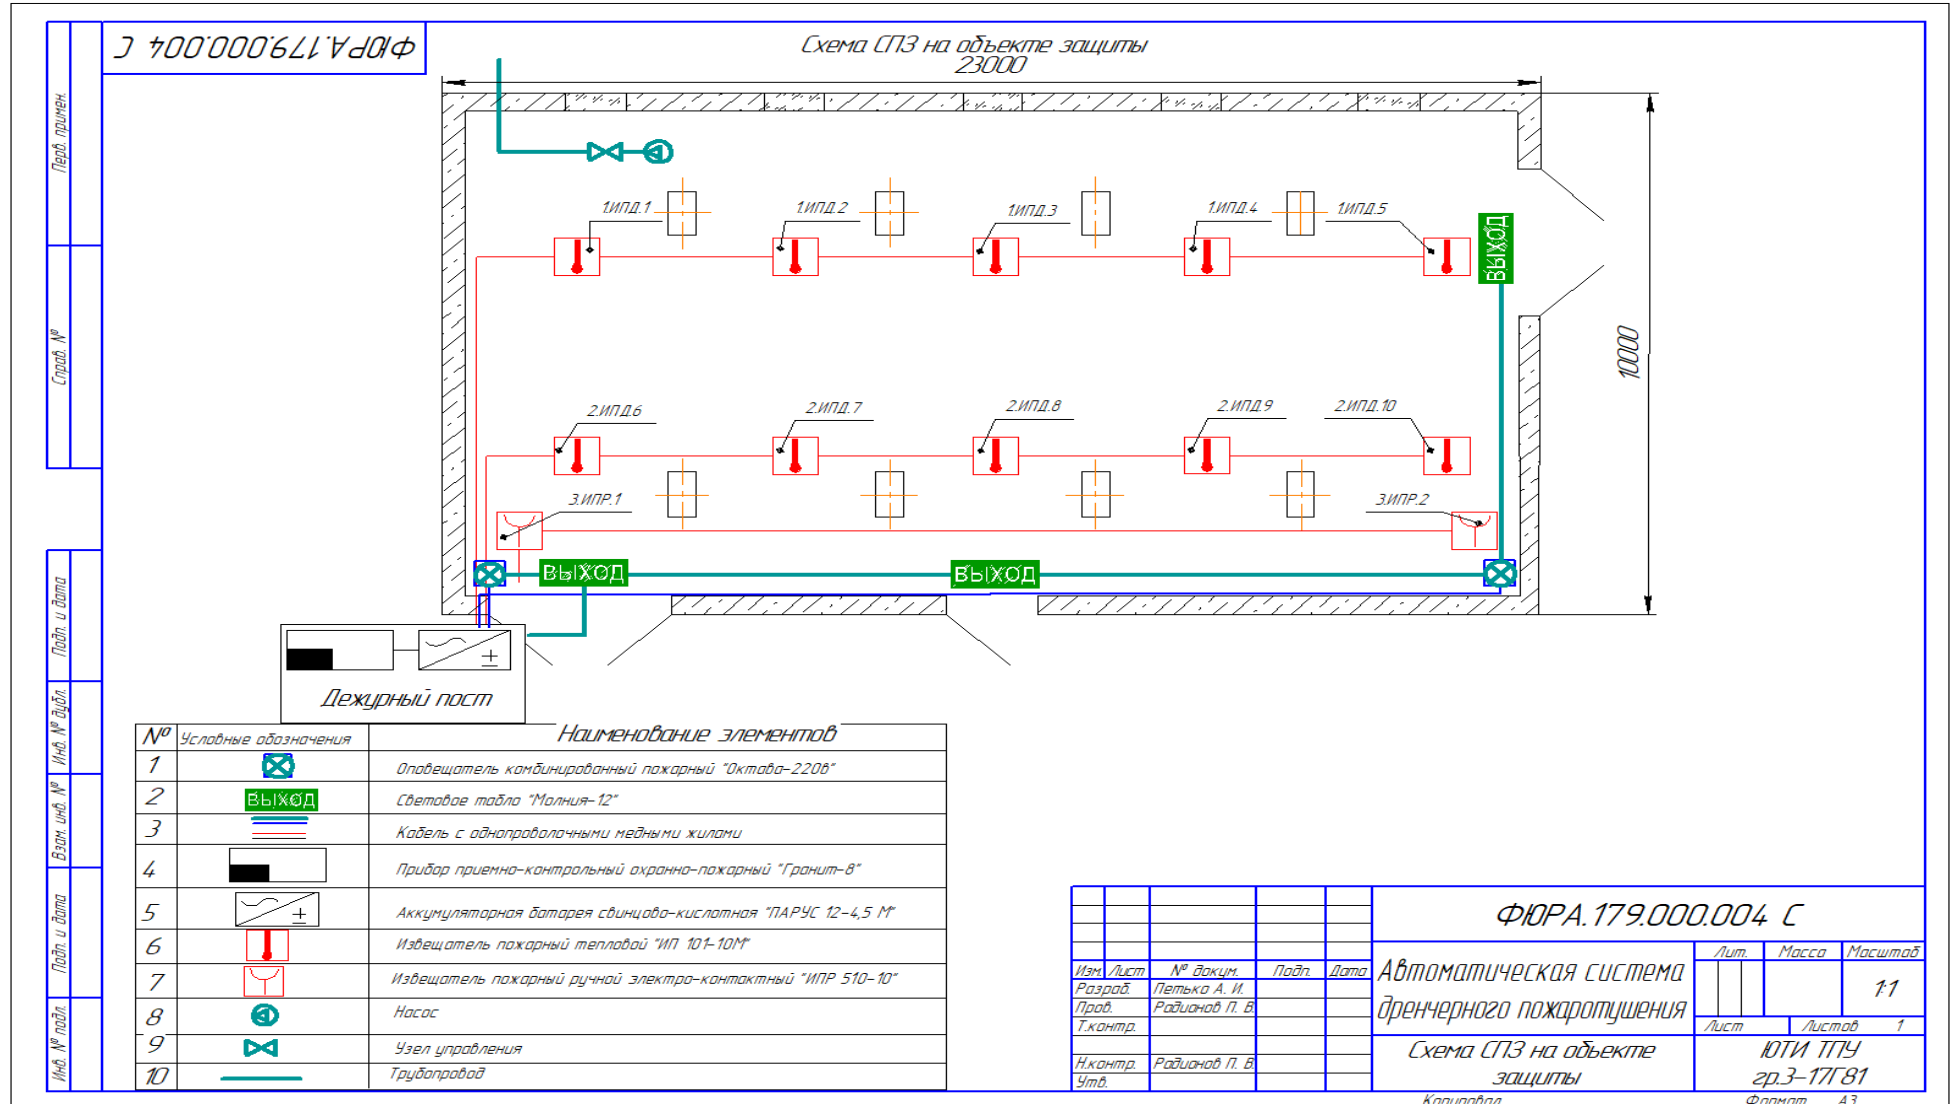 ФЮРА.179.000.004 С
Схема СПЗ на объекте защиты
23000
10000
Перв. примен.
Справ. №
Подп. и дата
Инв. № дубл.
Взам. инв. №
Подп. и дата
Инв. № подл.
1.ИПД.1
1.ИПД.2
1.ИПД.3
1.ИПД.4
1.ИПД.5
ВЫХОД
2.ИПД.6
2.ИПД.7
2.ИПД.8
2.ИПД.9
2.ИПД.10
3.ИПР.1
3.ИПР.2
ВЫХОД
ВЫХОД
Дежурный пост
№ Условные обозначения Наименование элементов
1 Оповещатель комбинированный пожарный "Октава-220В"
2 ВЫХОД Световое табло "Молния-12"
3 Кабель с однопроволочными медными жилами
4 Прибор приемно-контрольный охранно-пожарный "Гранит-8"
5 Аккумуляторная батарея свинцово-кислотная "ПАРУС 12-4,5 М"
6 Извещатель пожарный тепловой "ИП 101-10М"
7 Извещатель пожарный ручной электро-контактный "ИПР 510-10"
8 Насос
9 Узел управления
10 Трубопровод
ФЮРА.179.000.004 С
Изм. Лист № докум. Подп. Дата
Разраб. Петько А. И.
Пров. Родионов П. В.
Т.контр.
Н.контр. Родионов П. В.
Утв.
Автоматическая система
дренчерного пожаротушения
Лит. Масса Масштаб
1:1
Лист Листов 1
Схема СПЗ на объекте
защиты
ЮТИ ТПУ
гр.3-17Г81
Копировал Формат А3